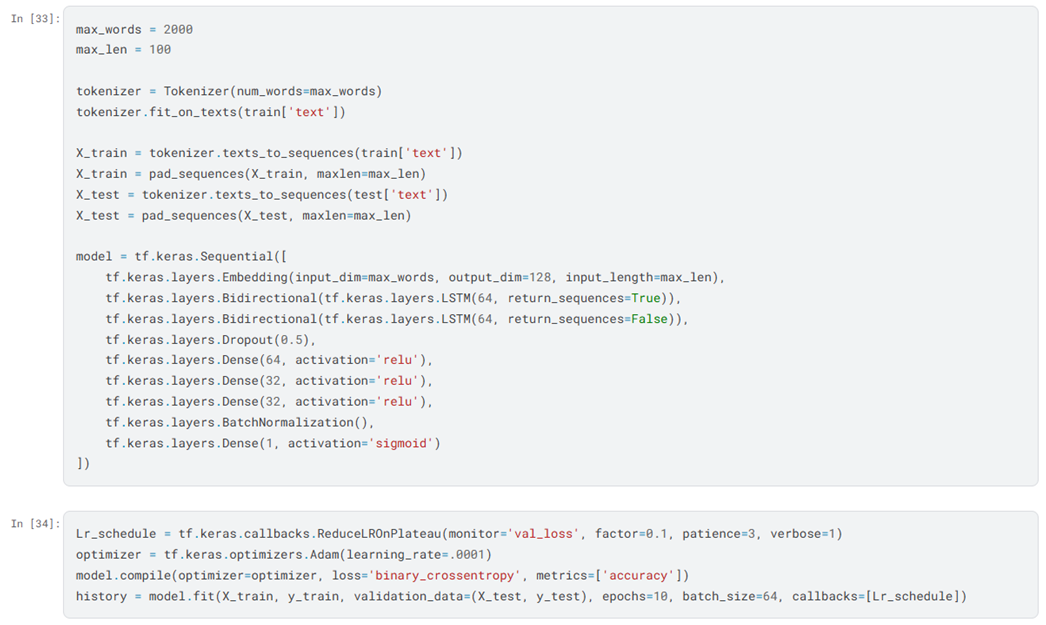 In [33]:
max_words = 2000
max_len = 100
tokenizer = Tokenizer(num_words=max_words)
tokenizer.fit_on_texts(train['text'])
X_train = tokenizer.texts_to_sequences(train['text'])
X_train = pad_sequences(X_train, maxlen=max_len)
X_test = tokenizer.texts_to_sequences(test['text'])
X_test = pad_sequences(X_test, maxlen=max_len)
model = tf.keras.Sequential([
    tf.keras.layers.Embedding(input_dim=max_words, output_dim=128, input_length=max_len),
    tf.keras.layers.Bidirectional(tf.keras.layers.LSTM(64, return_sequences=True)),
    tf.keras.layers.Bidirectional(tf.keras.layers.LSTM(64, return_sequences=False)),
    tf.keras.layers.Dropout(0.5),
    tf.keras.layers.Dense(64, activation='relu'),
    tf.keras.layers.Dense(32, activation='relu'),
    tf.keras.layers.Dense(32, activation='relu'),
    tf.keras.layers.BatchNormalization(),
    tf.keras.layers.Dense(1, activation='sigmoid')
])
In [34]:
Lr_schedule = tf.keras.callbacks.ReduceLROnPlateau(monitor='val_loss', factor=0.1, patience=3, verbose=1)
optimizer = tf.keras.optimizers.Adam(learning_rate=.0001)
model.compile(optimizer=optimizer, loss='binary_crossentropy', metrics=['accuracy'])
history = model.fit(X_train, y_train, validation_data=(X_test, y_test), epochs=10, batch_size=64, callbacks=[Lr_schedule])